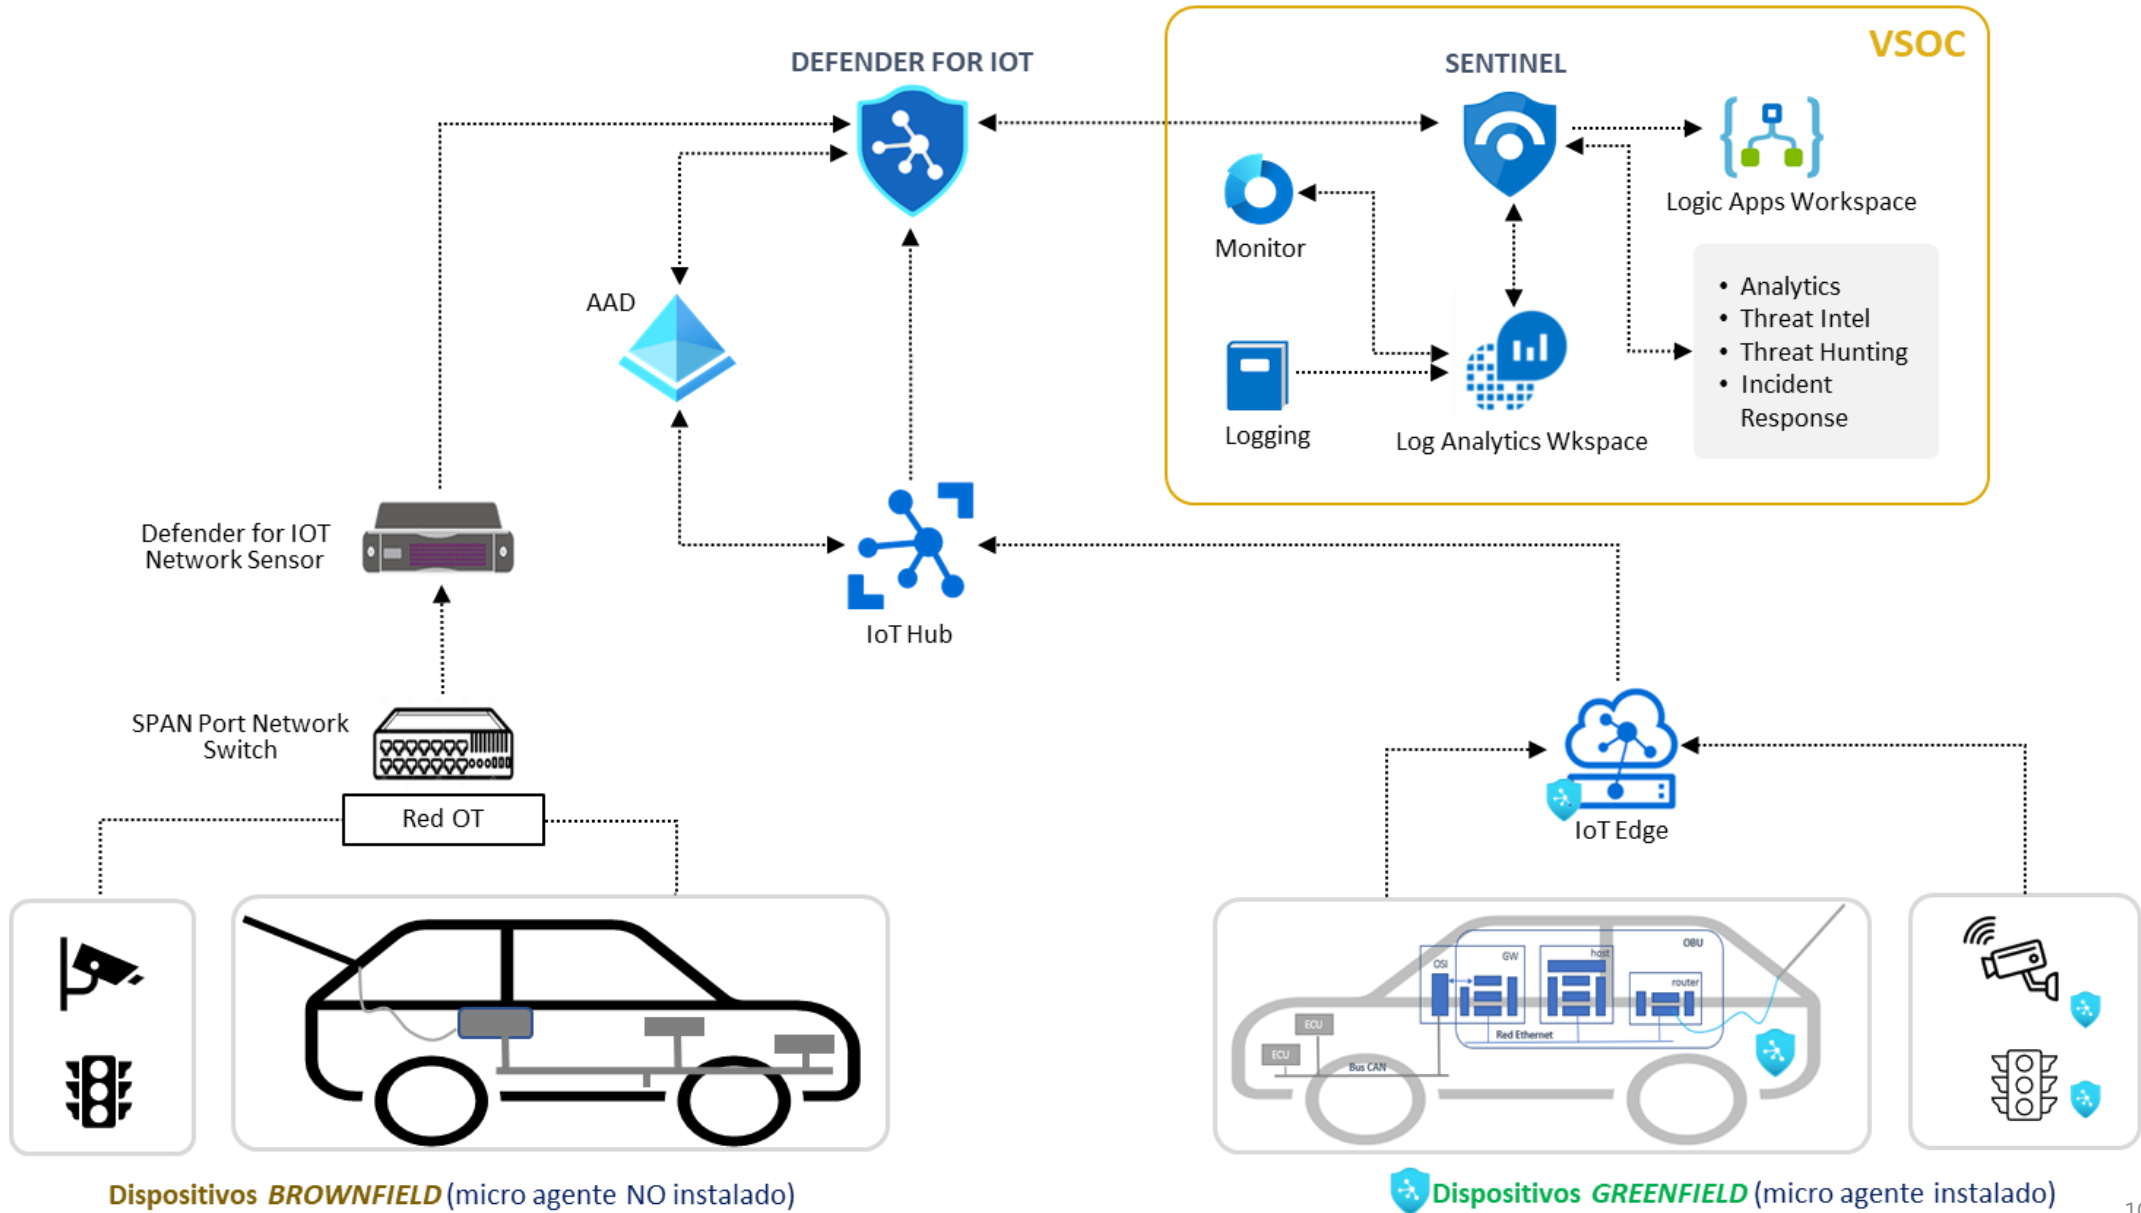 VSOC
DEFENDER FOR IOT
SENTINEL
Logic Apps Workspace
Monitor
AAD
• Analytics
• Threat Intel
• Threat Hunting
• Incident
Response
Logging
Log Analytics Wkspace
Defender for IOT
Network Sensor
IoT Hub
SPAN Port Network
Switch
Red OT
IoT Edge
OBU
GW
host
OSI
router
ECU
Red Ethernet
ECU
Bus CAN
Dispositivos BROWNFIELD (micro agente NO instalado)
Dispositivos GREENFIELD (micro agente instalado)